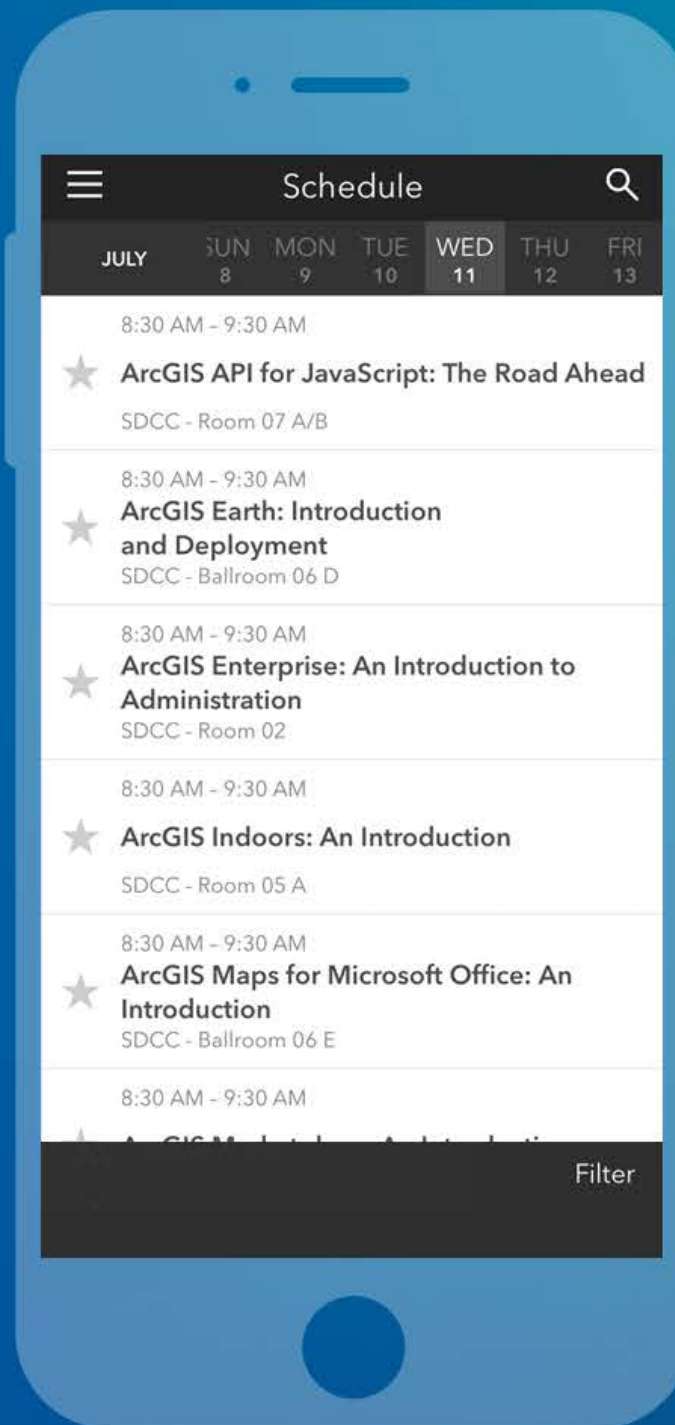 Schedule
JULY
SUN MON TUE WED THU FRI
8 9 10 11 12 13
8:30 AM – 9:30 AM
ArcGIS API for JavaScript: The Road Ahead
SDCC - Room 07 A/B
8:30 AM – 9:30 AM
ArcGIS Earth: Introduction
and Deployment
SDCC - Ballroom 06 D
8:30 AM – 9:30 AM
ArcGIS Enterprise: An Introduction to
Administration
SDCC - Room 02
8:30 AM – 9:30 AM
ArcGIS Indoors: An Introduction
SDCC - Room 05 A
8:30 AM – 9:30 AM
ArcGIS Maps for Microsoft Office: An
Introduction
SDCC - Ballroom 06 E
8:30 AM – 9:30 AM
Filter